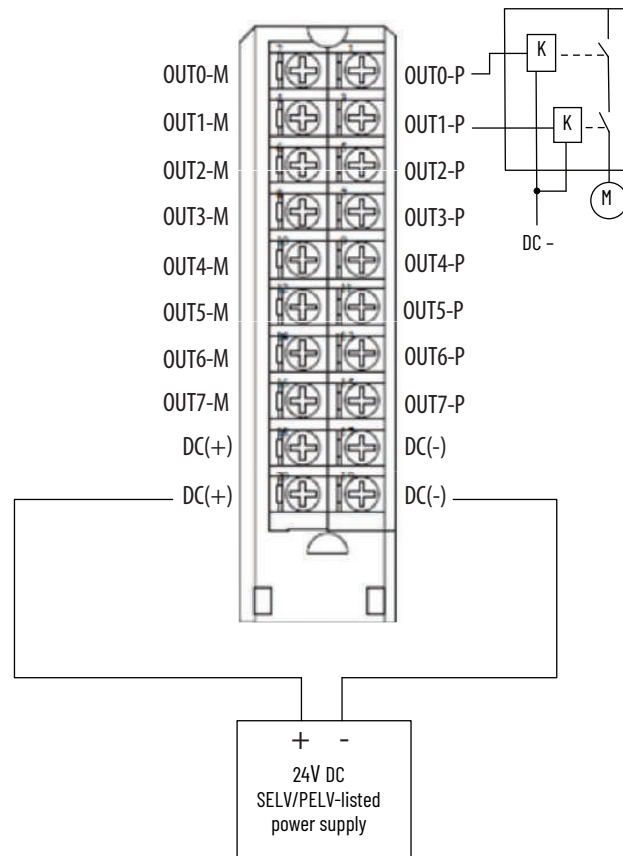 K
OUT0-M OUT0-P
K
OUT1-M OUT1-P
OUT2-M OUT2-P
OUT3-M OUT3-P
M
DC -
OUT4-M OUT4-P
OUT5-M OUT5-P
OUT6-M OUT6-P
OUT7-M OUT7-P
DC(+) DC(-)
DC(+) DC(-)
+ -
24V DC
SELV/PELV-listed
power supply